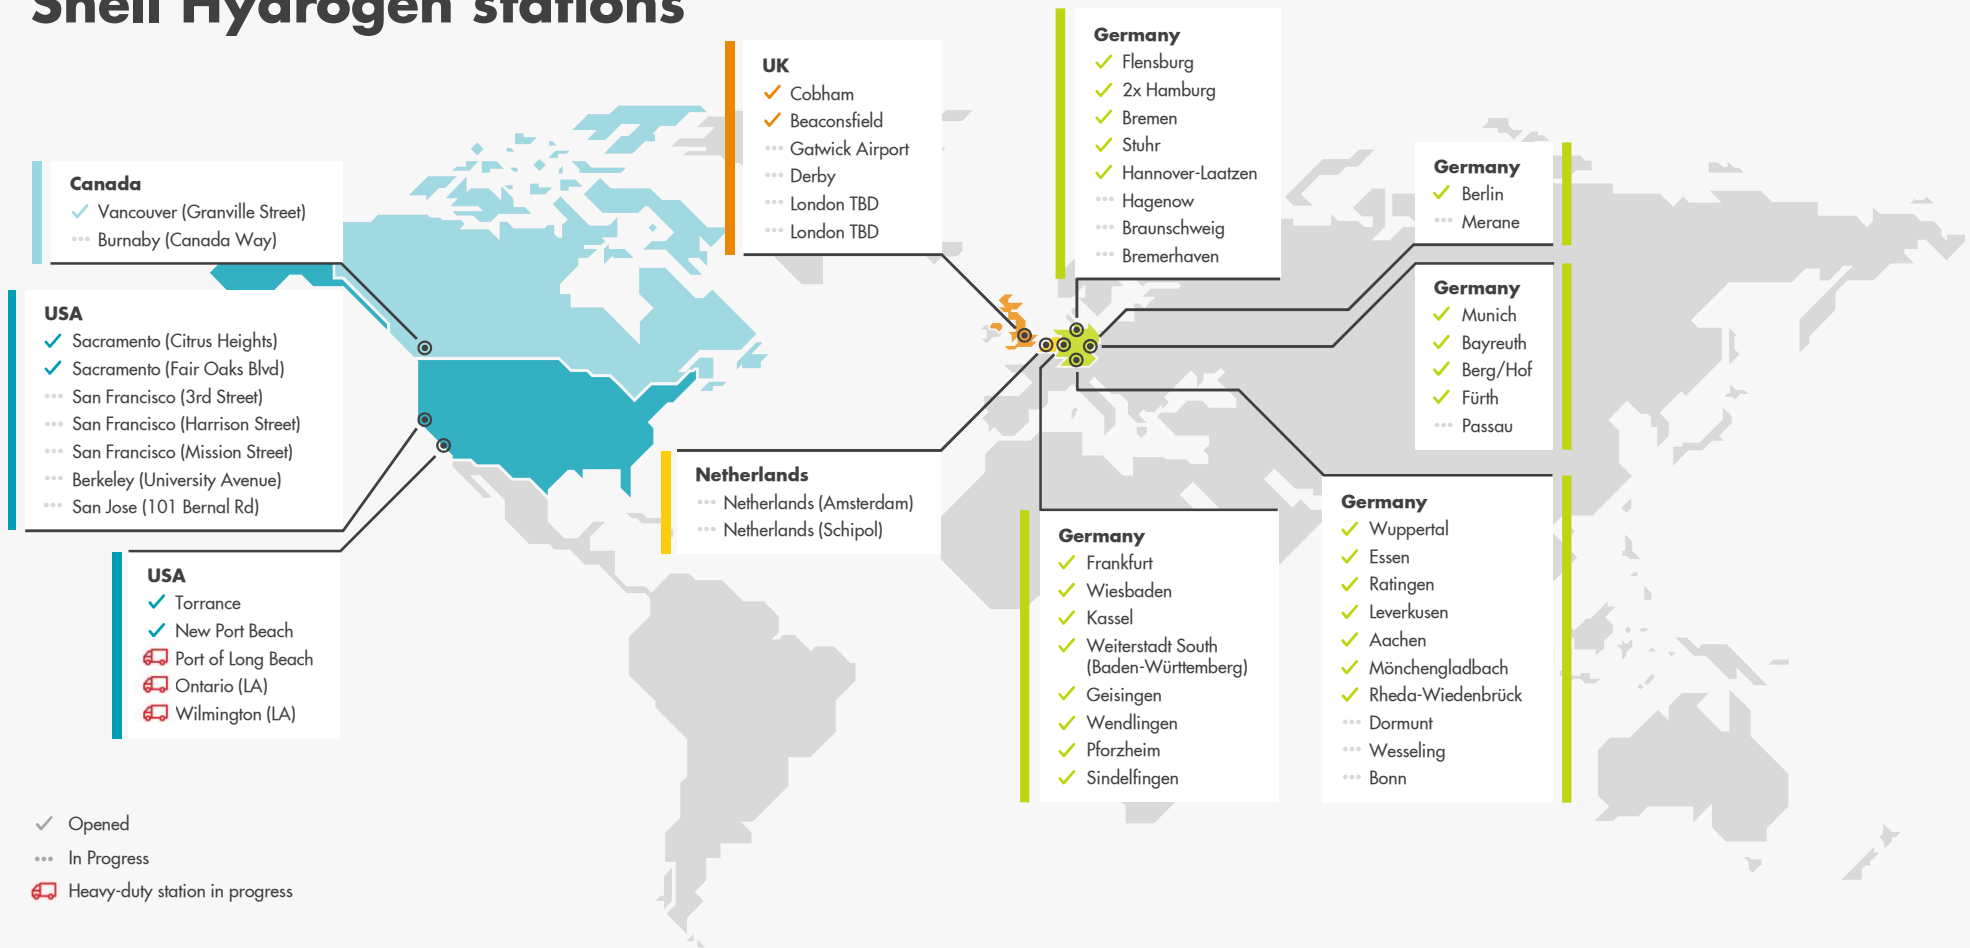 Shell Hydrogen stations
Canada
Vancouver (Granville Street)
Burnaby (Canada Way)
USA
Sacramento (Citrus Heights)
Sacramento (Fair Oaks Blvd)
San Francisco (3rd Street)
San Francisco (Harrison Street)
San Francisco (Mission Street)
Berkeley (University Avenue)
San Jose (101 Bernal Rd)
USA
Torrance
New Port Beach
Port of Long Beach
Ontario (LA)
Wilmington (LA)
UK
Cobham
Beaconsfield
Gatwick Airport
Derby
London TBD
London TBD
Netherlands
Netherlands (Amsterdam)
Netherlands (Schipol)
Germany
Flensburg
2x Hamburg
Bremen
Stuhr
Hannover-Laatzen
Hagenow
Braunschweig
Bremerhaven
Germany
Berlin
Merane
Germany
Munich
Bayreuth
Berg/Hof
Fürth
Passau
Germany
Frankfurt
Wiesbaden
Kassel
Weiterstadt South
(Baden-Württemberg)
Geisingen
Wendlingen
Pforzheim
Sindelfingen
Germany
Wuppertal
Essen
Ratingen
Leverkusen
Aachen
Mönchengladbach
Rheda-Wiedenbrück
Dormunt
Wesseling
Bonn
Opened
In Progress
Heavy-duty station in progress